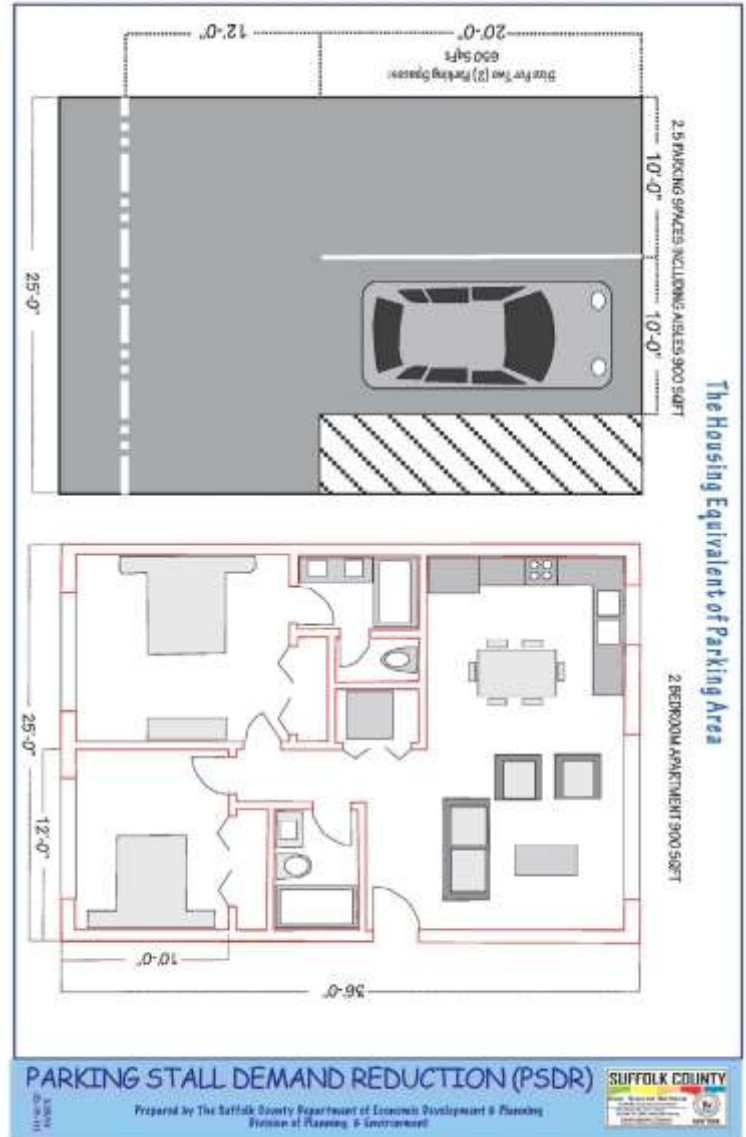 The Housing Equivalent of Parking Area
2.5 PARKING SPACES INCLUDING AISLES 900 SQFT
10'-0"
10'-0"
20'-0"
12'-0"
Size For Two (2) Parking Spaces:
650 SqFt
25'-0"
2 BEDROOM APARTMENT 900 SQFT
25'-0"
12'-0"
10'-0"
36'-0"
PARKING STALL DEMAND REDUCTION (PSDR)
Prepared by The Suffolk County Department of Economic Development & Planning
Division of Planning & Environment
SUFFOLK COUNTY